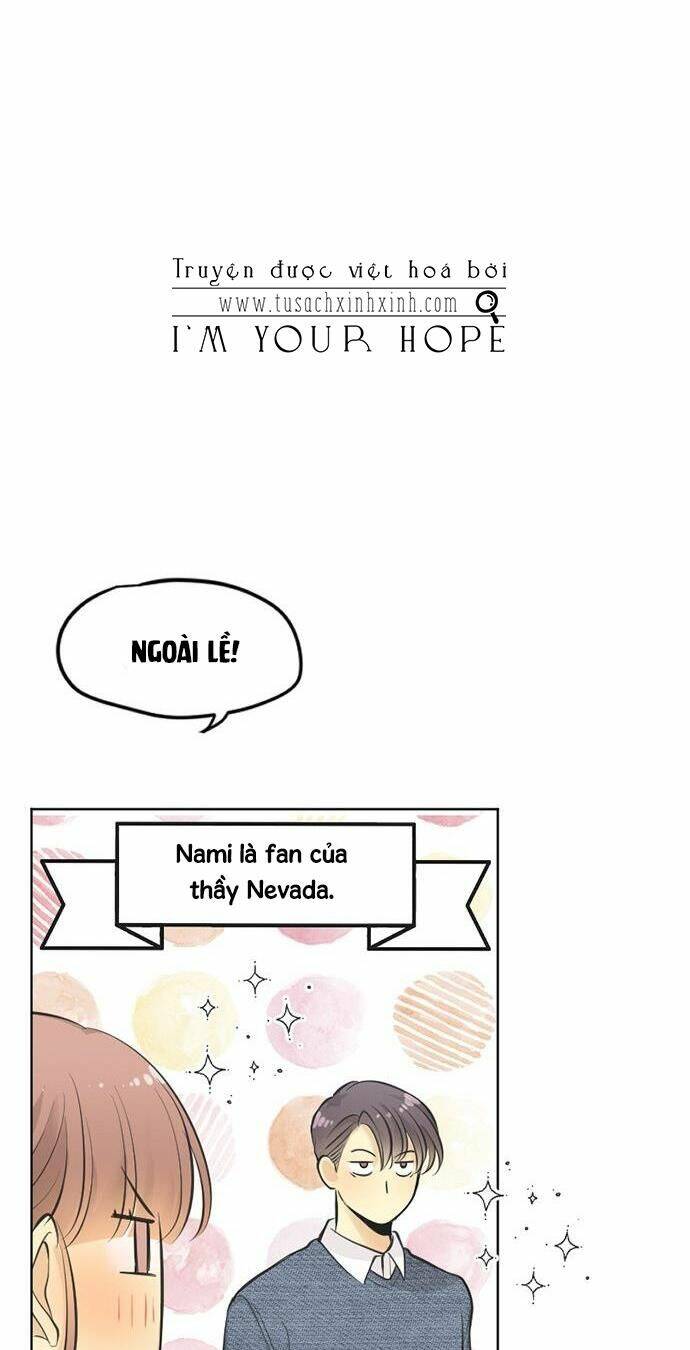 Truyện được việt hoá bởi
www.tusachxinhxinh.com
I'M YOUR HOPE
NGOÀI LỀ!
Nami là fan của
thầy Nevada.